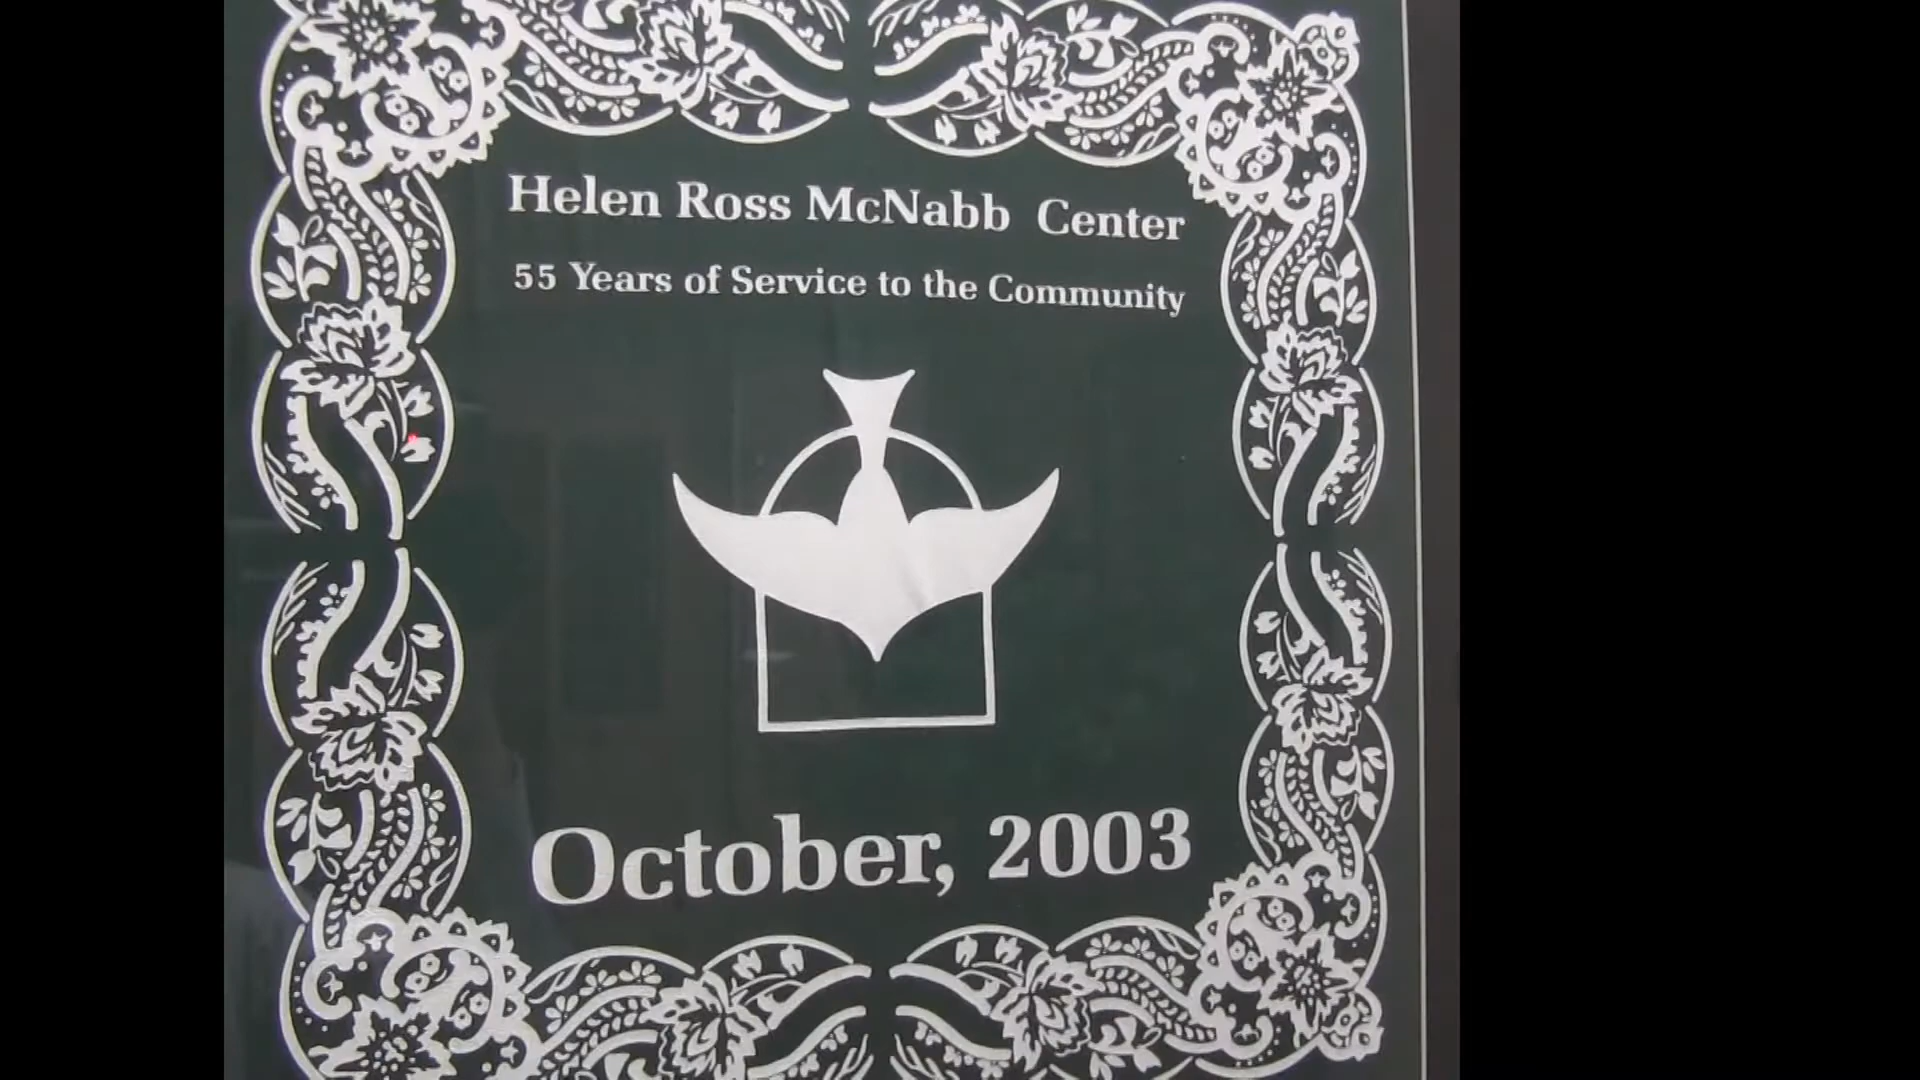 Helen Ross McNabb Center
55 Years of Service to the Community
October, 2003